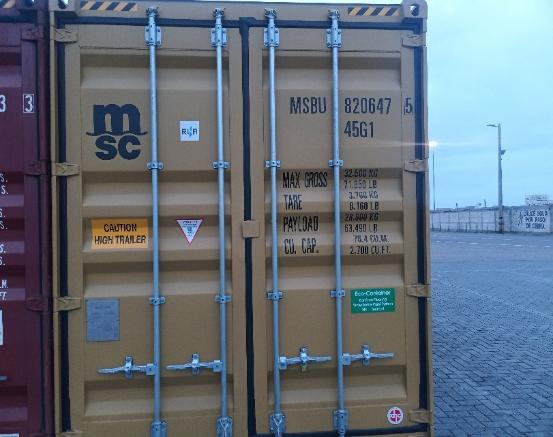 msc
MSBU 820647 5
45G1
MAX GROSS 32.500 KG
71.650 LB
TARE 3.700 KG
8.160 LB
PAYLOAD 28.800 KG
63.490 LB
CU. CAP. 76.4 CU.M.
2.700 CU.FT.
CAUTION
HIGH TRAILER
Eco-Container
3 3